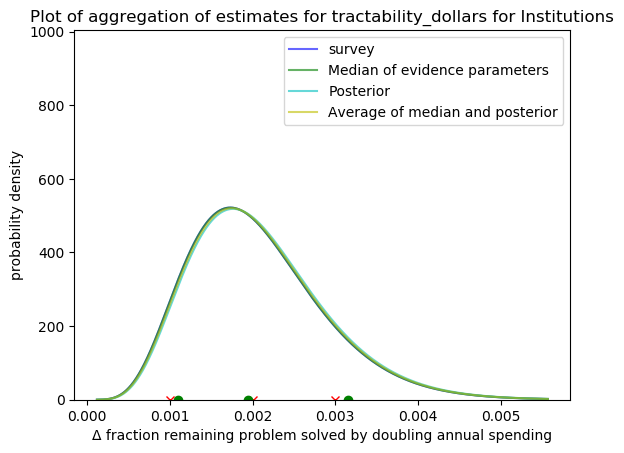 Plot of aggregation of estimates for tractability_dollars for Institutions
1000
800
600
400
200
0
probability density
survey
Median of evidence parameters
Posterior
Average of median and posterior
0.000 0.001 0.002 0.003 0.004 0.005
Δ fraction remaining problem solved by doubling annual spending